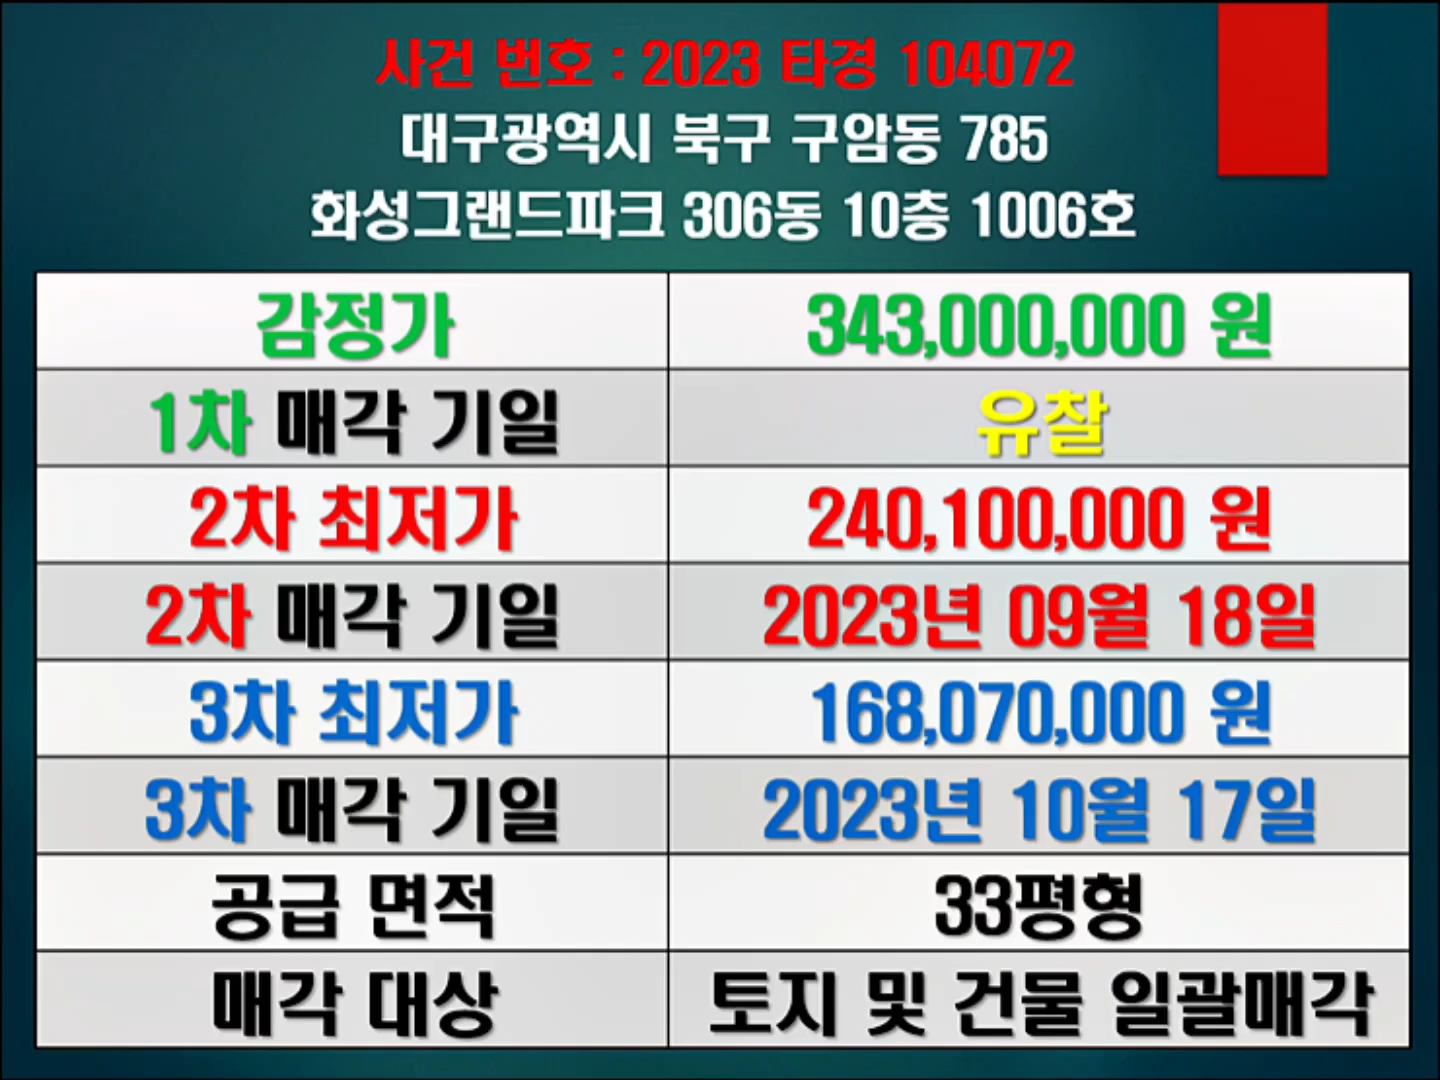 사건 번호 : 2023 타경 104072
대구광역시 북구 구암동 785
화성그랜드파크 306동 10층 1006호
감정가 343,000,000 원
1차 매각 기일 유찰
2차 최저가 240,100,000 원
2차 매각 기일 2023년 09월 18일
3차 최저가 168,070,000 원
3차 매각 기일 2023년 10월 17일
공급 면적 33평형
매각 대상 토지 및 건물 일괄매각